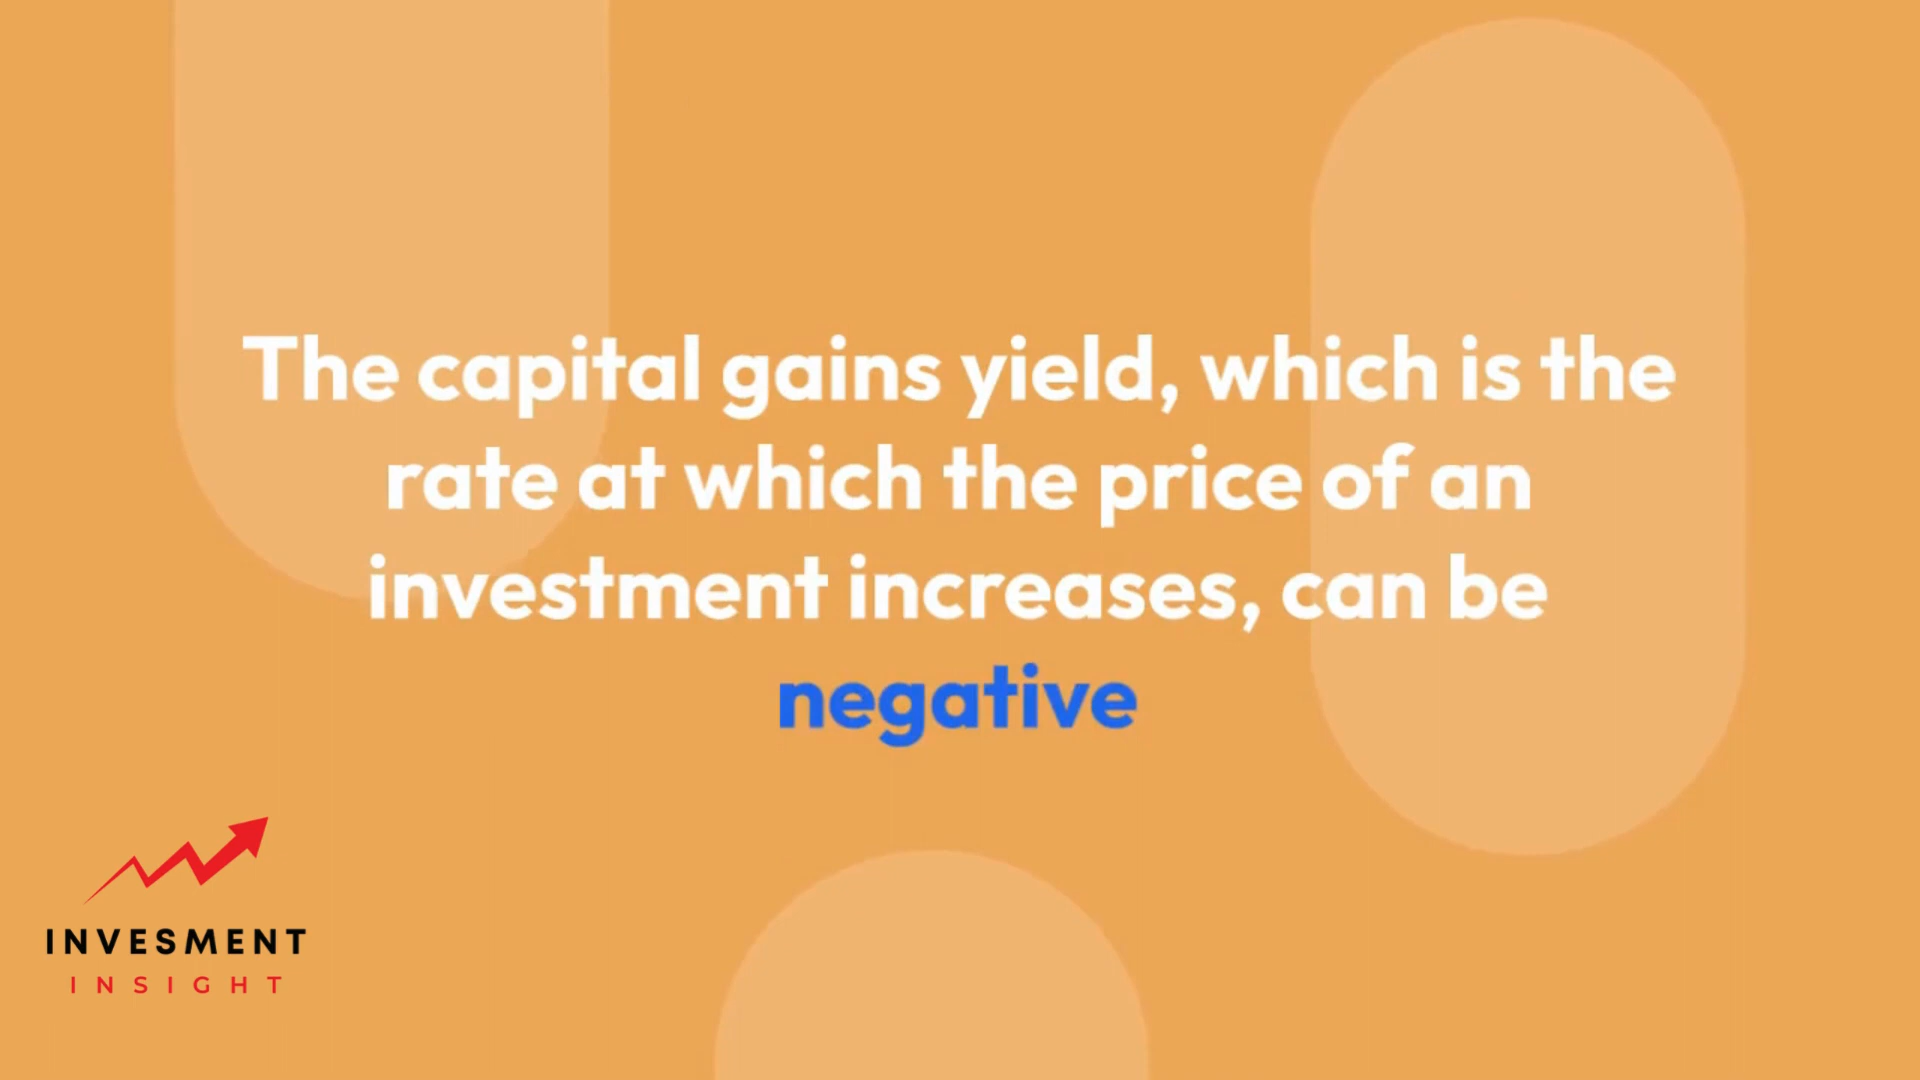 The capital gains yield, which is the
rate at which the price of an
investment increases, can be
negative
INVESMENT
INSIGHT